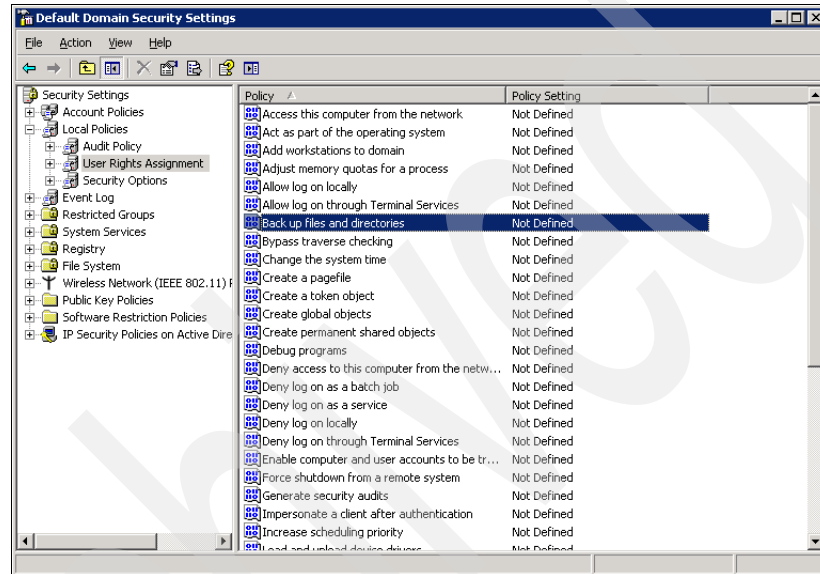 Default Domain Security Settings
File Action View Help
Security Settings
Account Policies
Local Policies
Audit Policy
User Rights Assignment
Security Options
Event Log
Restricted Groups
System Services
Registry
File System
Wireless Network (IEEE 802.11) F
Public Key Policies
Software Restriction Policies
IP Security Policies on Active Dire
Policy Policy Setting
Access this computer from the network Not Defined
Act as part of the operating system Not Defined
Add workstations to domain Not Defined
Adjust memory quotas for a process Not Defined
Allow log on locally Not Defined
Allow log on through Terminal Services Not Defined
Back up files and directories Not Defined
Bypass traverse checking Not Defined
Change the system time Not Defined
Create a pagefile Not Defined
Create a token object Not Defined
Create global objects Not Defined
Create permanent shared objects Not Defined
Debug programs Not Defined
Deny access to this computer from the netw... Not Defined
Deny log on as a batch job Not Defined
Deny log on as a service Not Defined
Deny log on locally Not Defined
Deny log on through Terminal Services Not Defined
Enable computer and user accounts to be tr... Not Defined
Force shutdown from a remote system Not Defined
Generate security audits Not Defined
Impersonate a client after authentication Not Defined
Increase scheduling priority Not Defined
Load and unload device drivers Not Defined